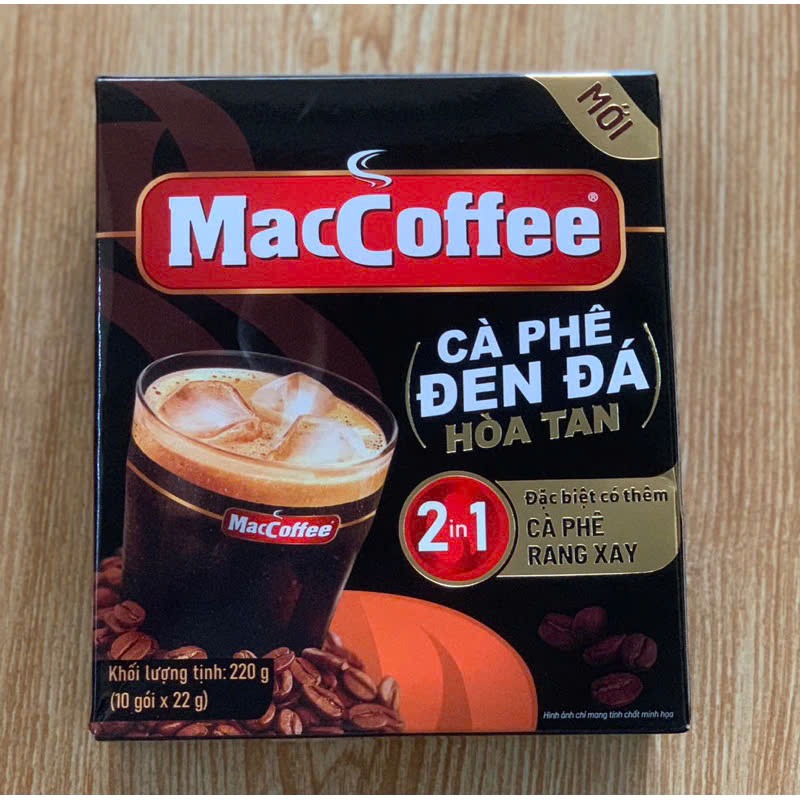 MỚI
MacCoffee®
CÀ PHÊ
ĐEN ĐÁ
HÒA TAN
2in1
Đặc biệt có thêm
CÀ PHÊ
RANG XAY
MacCoffee
Khối lượng tịnh: 220 g
(10 gói x 22 g)
Hình ảnh chỉ mang tính chất minh họa